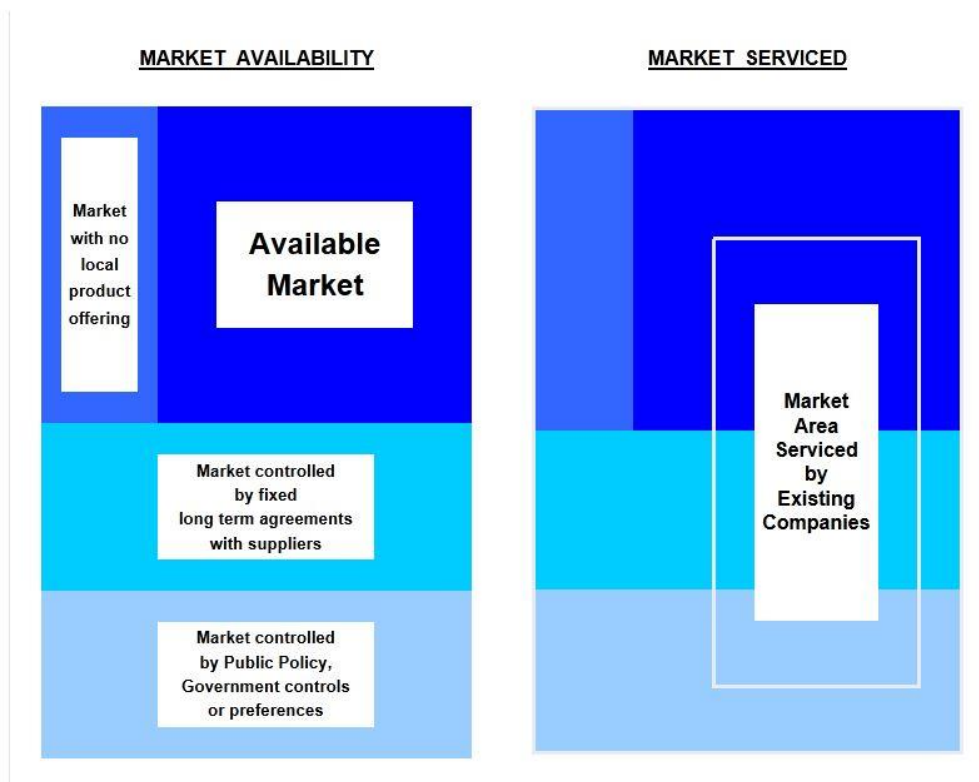 MARKET AVAILABILITY
Market
with no
local
product
offering
Available
Market
Market controlled
by fixed
long term agreements
with suppliers
Market controlled
by Public Policy,
Government controls
or preferences
MARKET SERVICED
Market
Area
Serviced
by
Existing
Companies